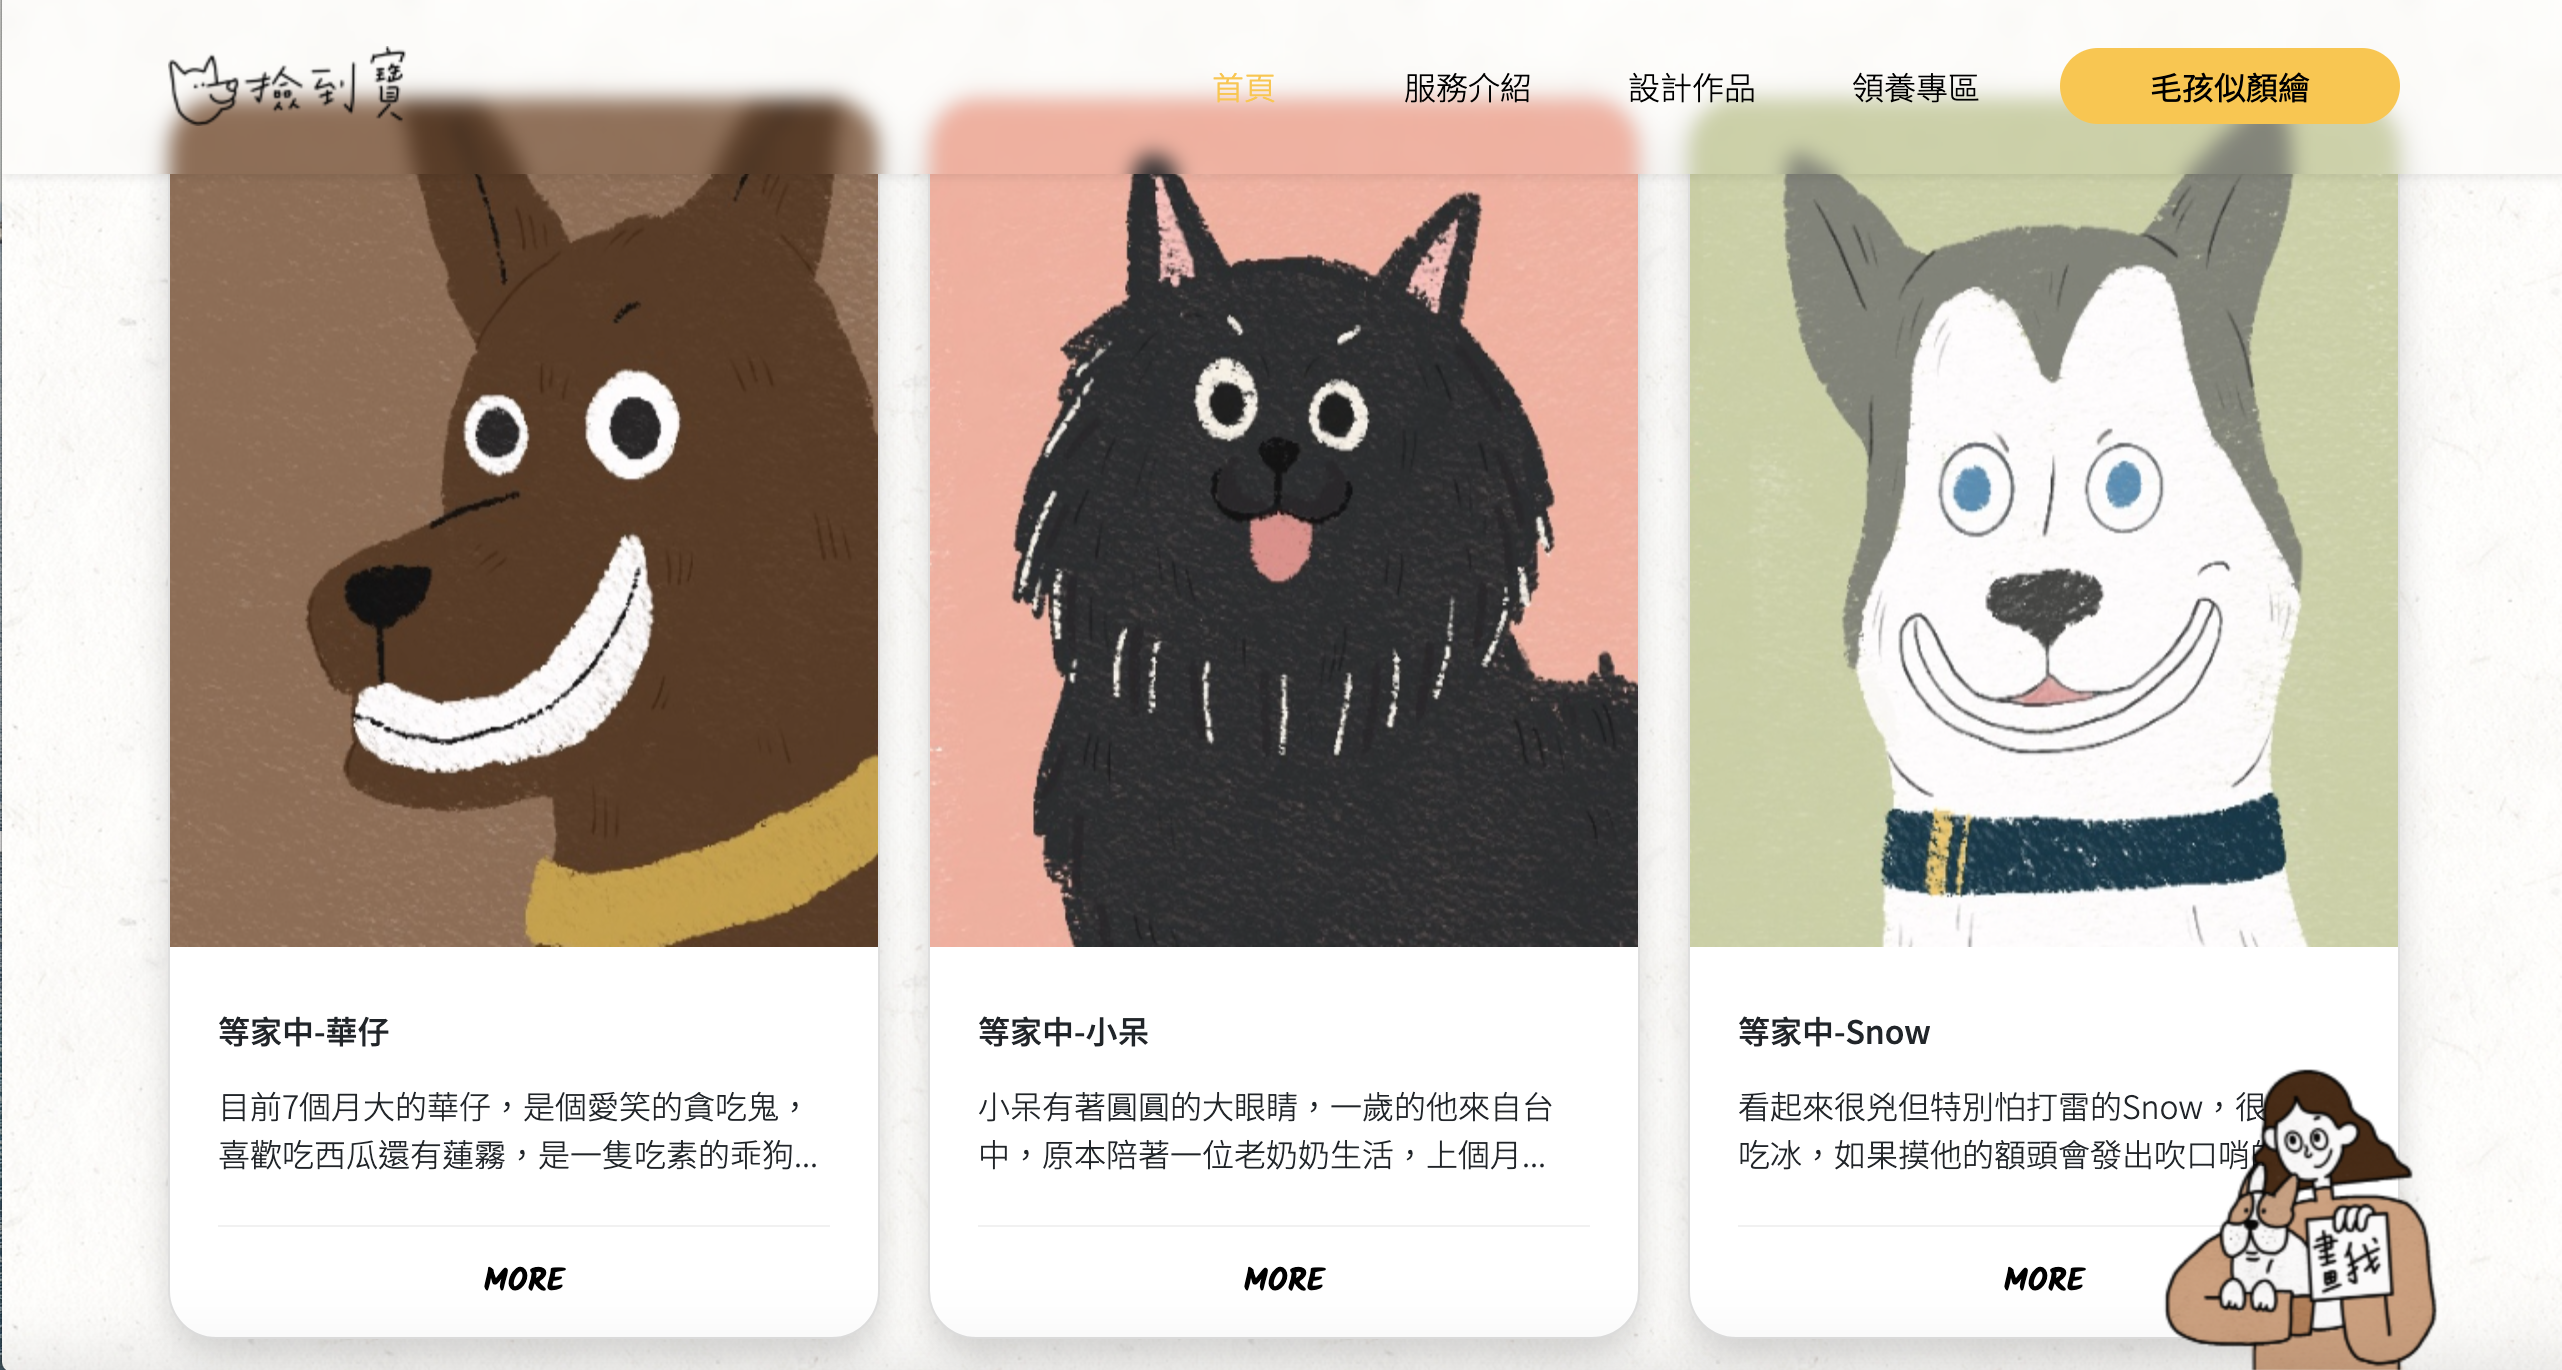 撿到寶
首頁
服務介紹
設計作品
領養專區
毛孩似顏繪
等家中-華仔
目前7個月大的華仔，是個愛笑的貪吃鬼，
喜歡吃西瓜還有蓮霧，是一隻吃素的乖狗...
MORE
等家中-小呆
小呆有著圓圓的大眼睛，一歲的他來自台
中，原本陪著一位老奶奶生活，上個月...
MORE
等家中-Snow
看起來很兇但特別怕打雷的Snow，很
吃冰，如果摸他的額頭會發出吹口哨
MORE
畫我